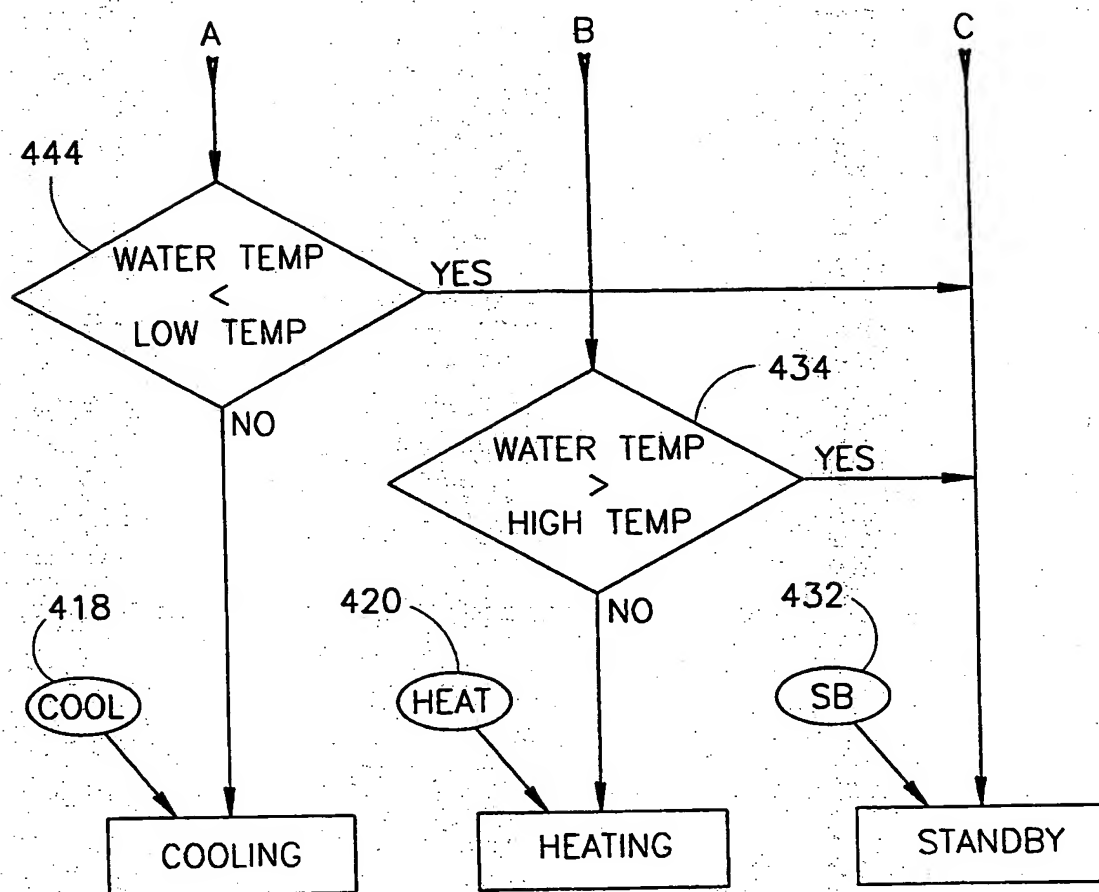 A
B
C
444
WATER TEMP
<
LOW TEMP
YES
NO
434
WATER TEMP
>
HIGH TEMP
YES
NO
418
COOL
420
HEAT
432
SB
COOLING
HEATING
STANDBY